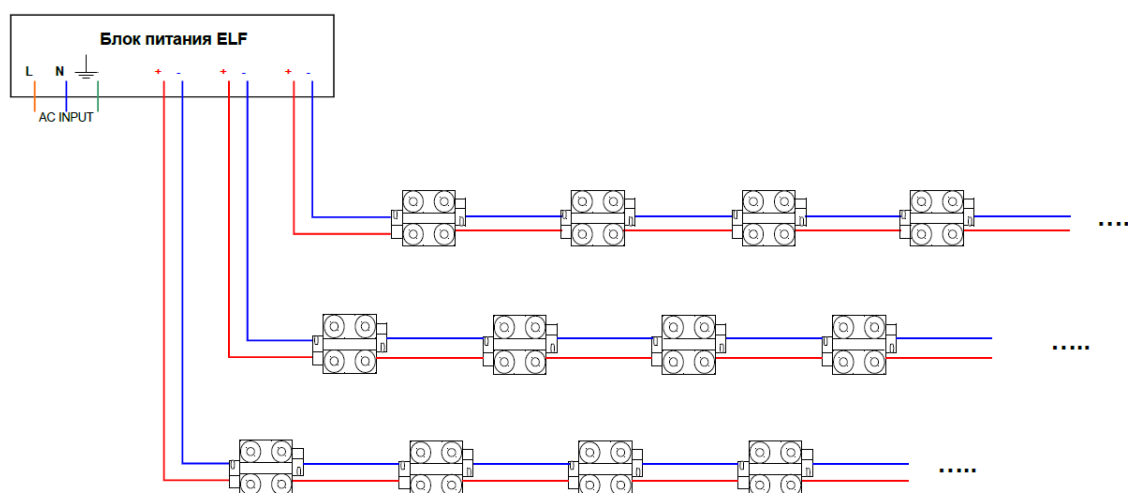 Блок питания ELF
L N + - + - + -
AC INPUT
.....
.....
.....